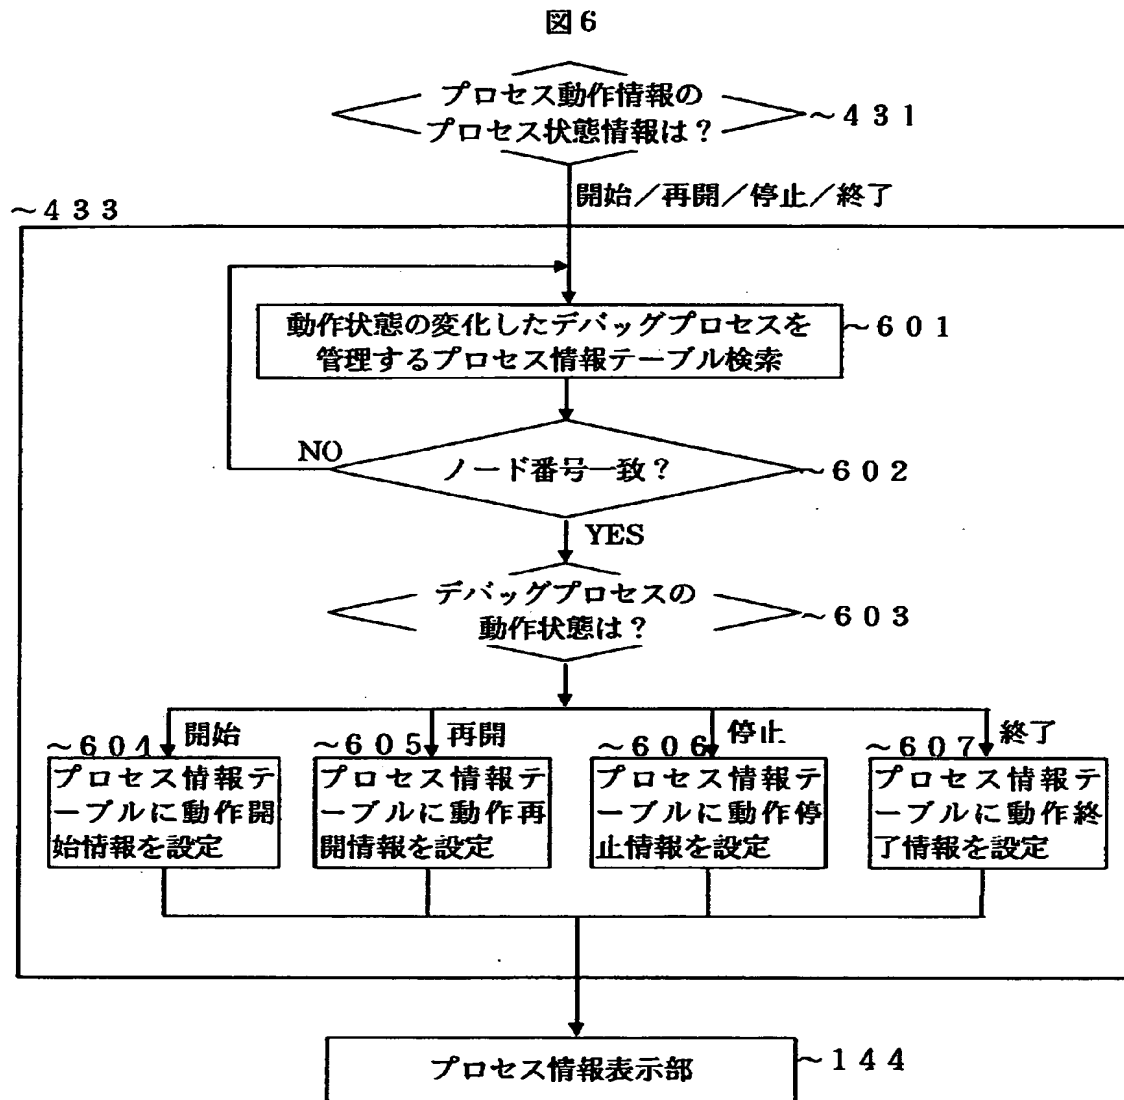 図6
プロセス動作情報の
プロセス状態情報は？
～431
開始／再開／停止／終了
～433
動作状態の変化したデバッグプロセスを
管理するプロセス情報テーブル検索
～601
NO
ノード番号一致？
～602
YES
デバッグプロセスの
動作状態は？
～603
～604
開始
～605
再開
～606
停止
～607
終了
プロセス情報テ
ーブルに動作開
始情報を設定
プロセス情報テ
ーブルに動作再
開情報を設定
プロセス情報テ
ーブルに動作停
止情報を設定
プロセス情報テ
ーブルに動作終
了情報を設定
プロセス情報表示部
～144